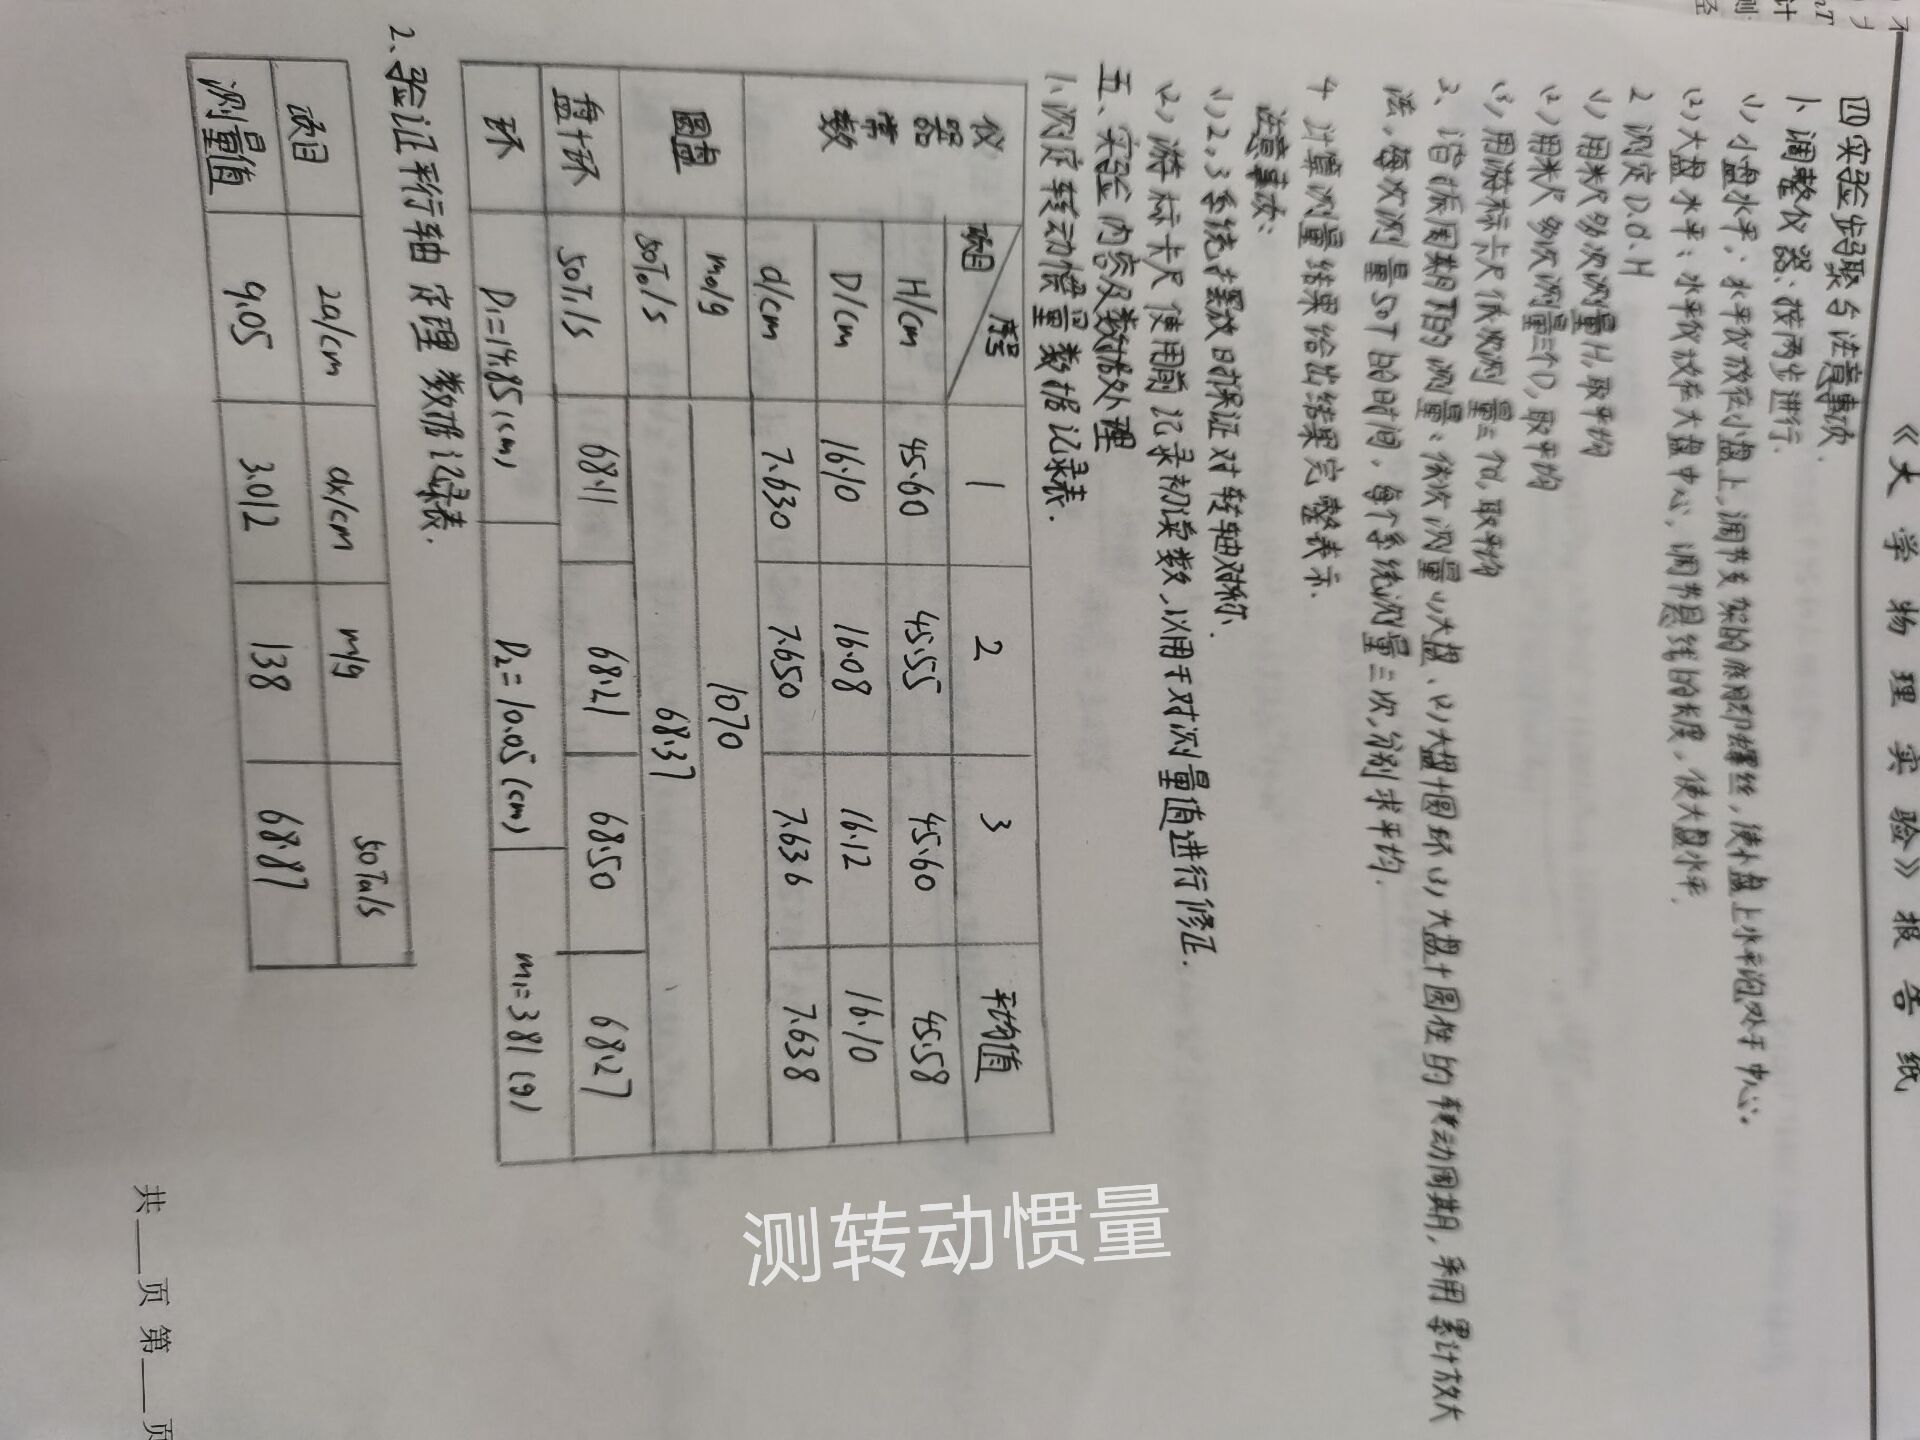 《大学物理实验》报告纸
四实验步骤与注意事项.
1、调整仪器：按两步进行.
(1) 小盘水平：水平仪放在小盘上,调节支架的底脚螺丝，使小盘上水平泡处于中心。
(2)大盘水平：水平仪放在大盘中心，调节悬线的长度，使大盘水平.
2 测定D.d.H
(1) 用米尺多次测量H,取平均
(2) 用米尺多次测量三个D,取平均
(3) 用游标卡尺依次测量三个d,取平均
3、谐振周期T的测量：依次测量(1)大盘、(2)大盘+圆环(3)大盘+圆柱的转动周期,采用累计放大
法，每次测量50T的时间，每个系统测量三次,分别求平均.
4 计算测量结果给出结果完整表示.
注意事项：
(1)2,3系统摆放时保证对转轴对称.
(2)游标卡尺使用前记录初读数,以用于对测量值进行修正.
五、实验内容及数据处理
1、测定转动惯量数据记录表.
仪器常数 项目 序号 1 2 3 平均值
H/cm 45.60 45.55 45.60 45.58
D/cm 16.10 16.08 16.12 16.10
d/cm 7.630 7.650 7.636 7.638
圆盘 m₀/g 1070
50T₀/s 68.37
盘+环 50T₁/s 68.11 68.21 68.50 68.27
环 D₁=14.85(cm) D₂=10.05(cm) m₁=381(g)
2、验证平行轴定理数据记录表.
项目 2a/cm dx/cm m/g 50Ta/s
测量值 9.05 3.012 138 68.87
共___页 第___页
测转动惯量